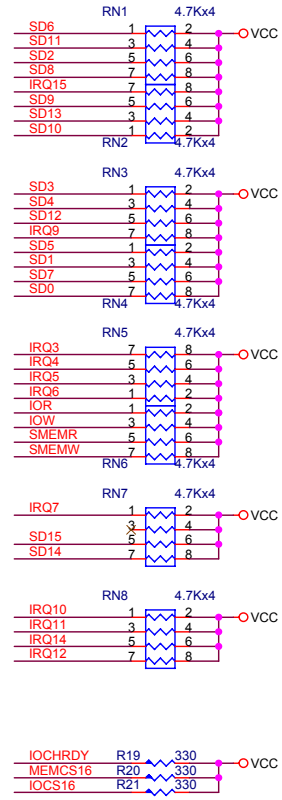 RN1 4.7Kx4
SD6 1 2 VCC
SD11 3 4
SD2 5 6
SD8 7 8
IRQ15 7 8
SD9 5 6
SD13 3 4
SD10 1 2
RN2 4.7Kx4
RN3 4.7Kx4
SD3 1 2 VCC
SD4 3 4
SD12 5 6
IRQ9 7 8
SD5 1 2
SD1 3 4
SD7 5 6
SD0 7 8
RN4 4.7Kx4
RN5 4.7Kx4
IRQ3 7 8 VCC
IRQ4 5 6
IRQ5 3 4
IRQ6 1 2
IOR 1 2
IOW 3 4
SMEMR 5 6
SMEMW 7 8
RN6 4.7Kx4
RN7 4.7Kx4
IRQ7 1 2 VCC
3 4
SD15 5 6
SD14 7 8
RN8 4.7Kx4
IRQ10 1 2 VCC
IRQ11 3 4
IRQ14 5 6
IRQ12 7 8
IOCHRDY R19 330 VCC
MEMCS16 R20 330
IOCS16 R21 330